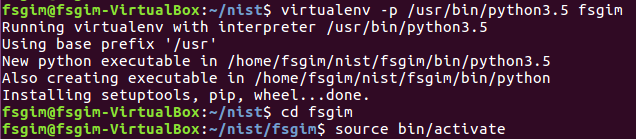 fsgim@fsgim-VirtualBox:~/nist$ virtualenv -p /usr/bin/python3.5 fsgim
Running virtualenv with interpreter /usr/bin/python3.5
Using base prefix '/usr'
New python executable in /home/fsgim/nist/fsgim/bin/python3.5
Also creating executable in /home/fsgim/nist/fsgim/bin/python
Installing setuptools, pip, wheel...done.
fsgim@fsgim-VirtualBox:~/nist$ cd fsgim
fsgim@fsgim-VirtualBox:~/nist/fsgim$ source bin/activate